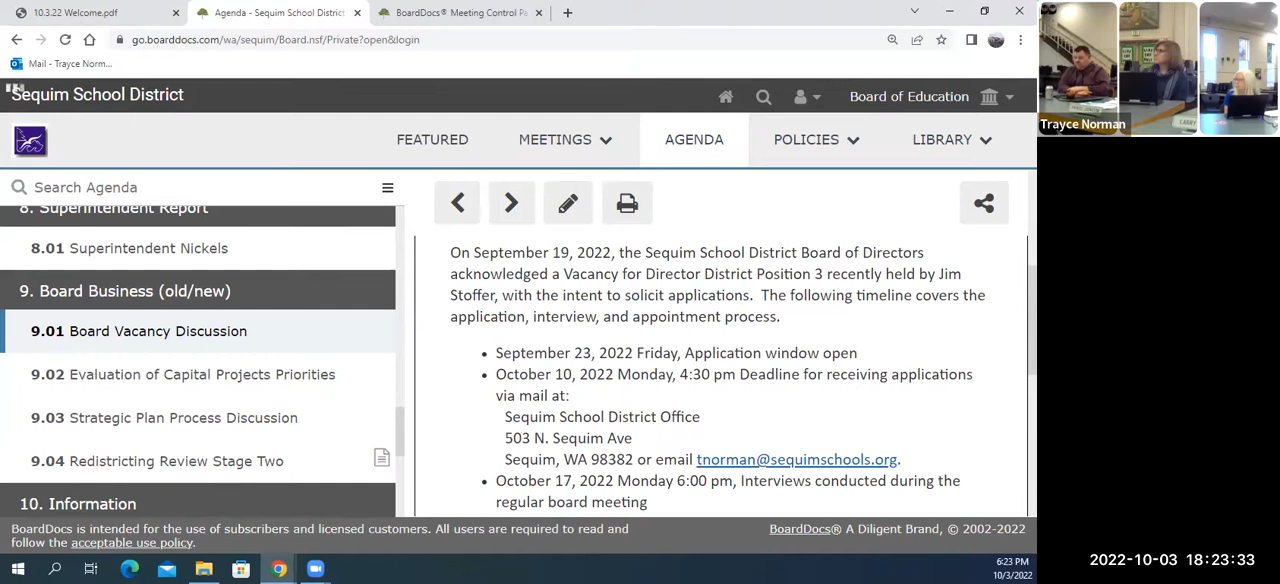 10.3.22 Welcome.pdf
Agenda - Sequim School District
BoardDocs® Meeting Control Pa
go.boarddocs.com/wa/sequim/Board.nsf/Private?open&login
Mail - Trayce Norm...
Sequim School District
Board of Education
FEATURED
MEETINGS
AGENDA
POLICIES
LIBRARY
Search Agenda
8. Superintendent Report
8.01 Superintendent Nickels
9. Board Business (old/new)
9.01 Board Vacancy Discussion
9.02 Evaluation of Capital Projects Priorities
9.03 Strategic Plan Process Discussion
9.04 Redistricting Review Stage Two
10. Information
On September 19, 2022, the Sequim School District Board of Directors
acknowledged a Vacancy for Director District Position 3 recently held by Jim
Stoffer, with the intent to solicit applications. The following timeline covers the
application, interview, and appointment process.
• September 23, 2022 Friday, Application window open
• October 10, 2022 Monday, 4:30 pm Deadline for receiving applications
via mail at:
Sequim School District Office
503 N. Sequim Ave
Sequim, WA 98382 or email tnorman@sequimschools.org.
• October 17, 2022 Monday 6:00 pm, Interviews conducted during the
regular board meeting
BoardDocs is intended for the use of subscribers and licensed customers. All users are required to read and
follow the acceptable use policy.
BoardDocs® A Diligent Brand, © 2002-2022
6:23 PM
10/3/2022
Trayce Norman
LARRY
2022-10-03 18:23:33